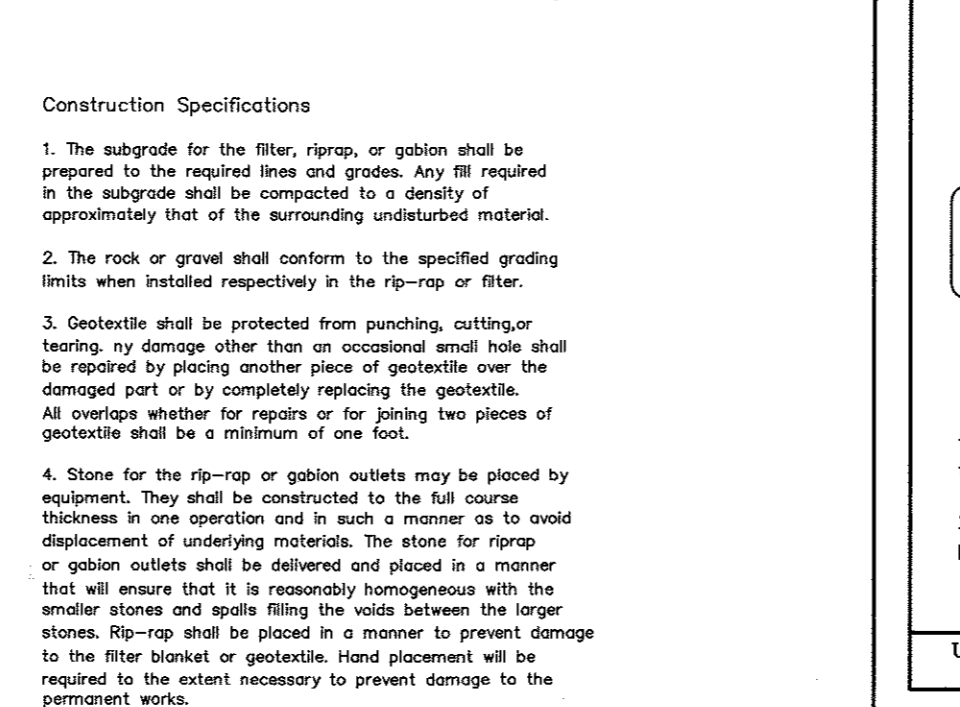 Construction Specifications
1. The subgrade for the filter, riprap, or gabion shall be
prepared to the required lines and grades. Any fill required
in the subgrade shall be compacted to a density of
approximately that of the surrounding undisturbed material.
2. The rock or gravel shall conform to the specified grading
limits when installed respectively in the rip-rap or filter.
3. Geotextile shall be protected from punching, cutting,or
tearing. ny damage other than an occasional small hole shall
be repaired by placing another piece of geotextile over the
damaged part or by completely replacing the geotextile.
All overlaps whether for repairs or for joining two pieces of
geotextile shall be a minimum of one foot.
4. Stone for the rip-rap or gabion outlets may be placed by
equipment. They shall be constructed to the full course
thickness in one operation and in such a manner as to avoid
displacement of underlying materials. The stone for riprap
or gabion outlets shall be delivered and placed in a manner
that will ensure that it is reasonably homogeneous with the
smaller stones and spalls filling the voids between the larger
stones. Rip-rap shall be placed in a manner to prevent damage
to the filter blanket or geotextile. Hand placement will be
required to the extent necessary to prevent damage to the
permanent works.